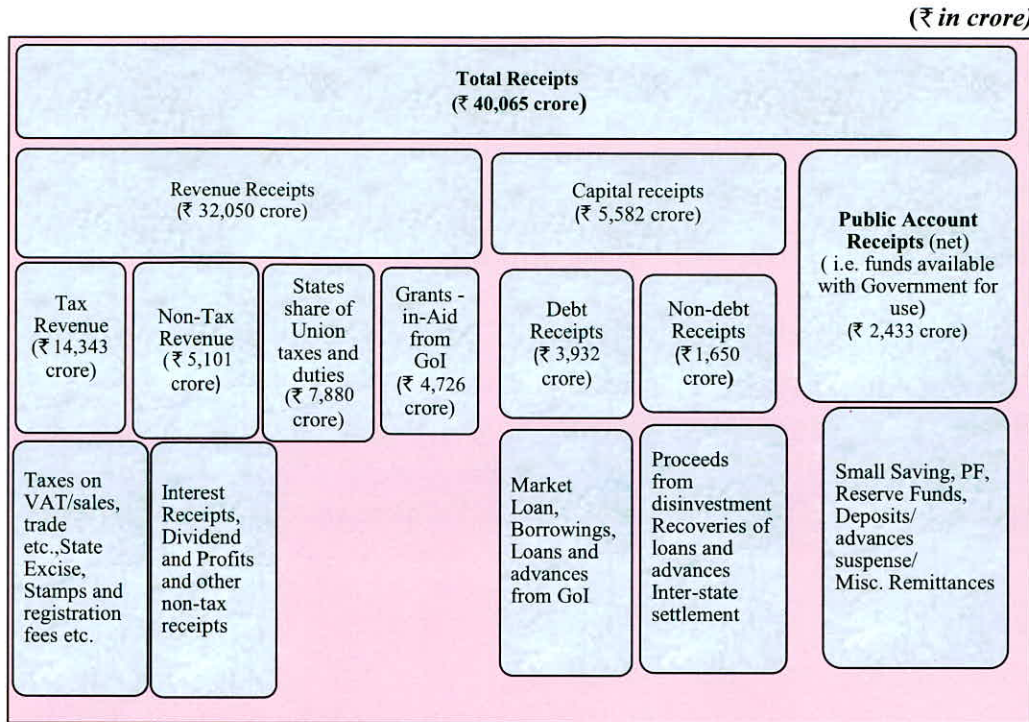 (₹ in crore)
Total Receipts
(₹ 40,065 crore)
Revenue Receipts
(₹ 32,050 crore)
Capital receipts
(₹ 5,582 crore)
Public Account
Receipts (net)
( i.e. funds available
with Government for
use)
(₹ 2,433 crore)
Tax
Revenue
(₹ 14,343
crore)
Non-Tax
Revenue
(₹ 5,101
crore)
States
share of
Union
taxes and
duties
(₹ 7,880
crore)
Grants -
in-Aid
from
GoI
(₹ 4,726
crore)
Debt
Receipts
(₹ 3,932
crore)
Non-debt
Receipts
(₹1,650
crore)
Taxes on
VAT/sales,
trade
etc.,State
Excise,
Stamps and
registration
fees etc.
Interest
Receipts,
Dividend
and Profits
and other
non-tax
receipts
Market
Loan,
Borrowings,
Loans and
advances
from GoI
Proceeds
from
disinvestment
Recoveries of
loans and
advances
Inter-state
settlement
Small Saving, PF,
Reserve Funds,
Deposits/
advances
suspense/
Misc. Remittances